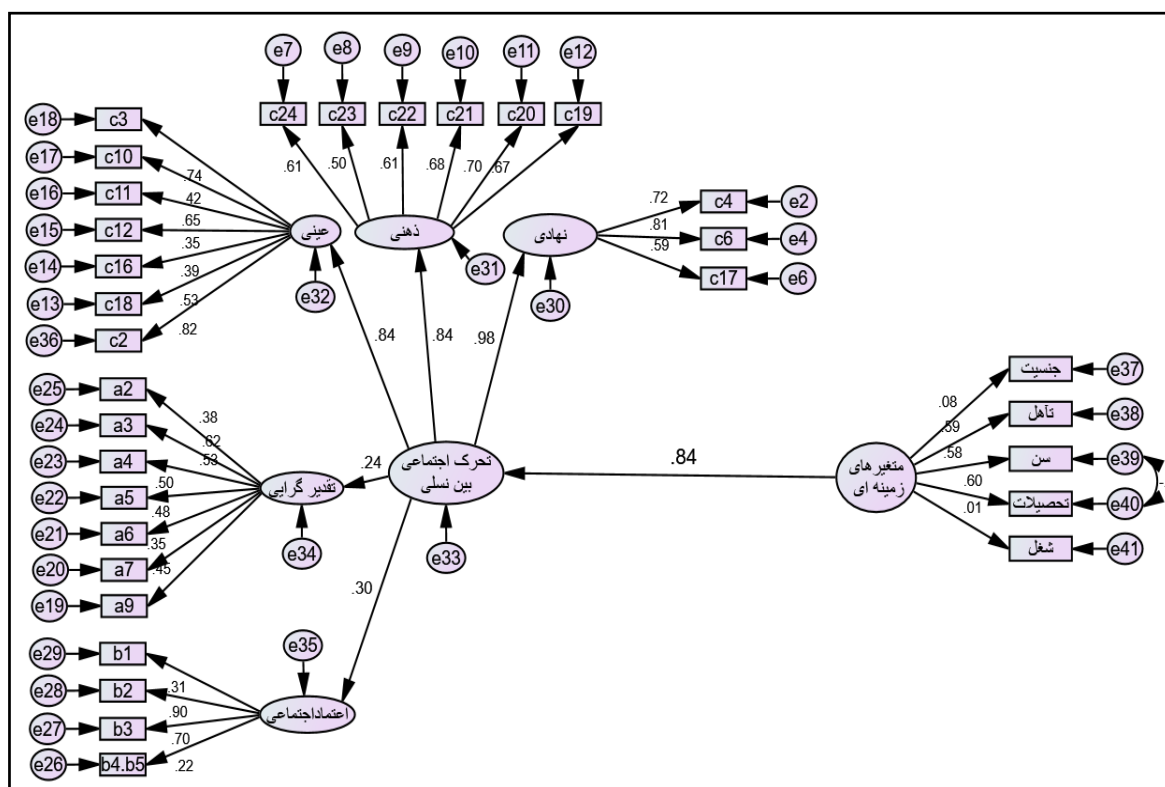 e7
e8
e9
e10
e11
e12
c24
c23
c22
c21
c20
c19
.61
.50
.61
.68
.70
.67
e18
c3
e17
c10
e16
c11
e15
c12
e14
c16
e13
c18
e36
c2
.74
.42
.65
.35
.39
.53
.82
عینی
ذهنی
نهادی
e32
e31
e30
.72
.81
.59
c4
e2
c6
e4
c17
e6
.84
.84
.98
e25
a2
e24
a3
e23
a4
e22
a5
e21
a6
e20
a7
e19
a9
.38
.62
.53
.50
.48
.35
.45
تقدیر گرایی
e34
.24
تحرک اجتماعی
بین نسلی
e33
.84
متغیرهای
زمینه ای
.08
.59
.58
.60
.01
جنسیت
e37
تأهل
e38
سن
e39
تحصیلات
e40
شغل
e41
.30
e35
اعتماداجتماعی
e29
b1
e28
b2
e27
b3
e26
b4.b5
.31
.90
.70
.22